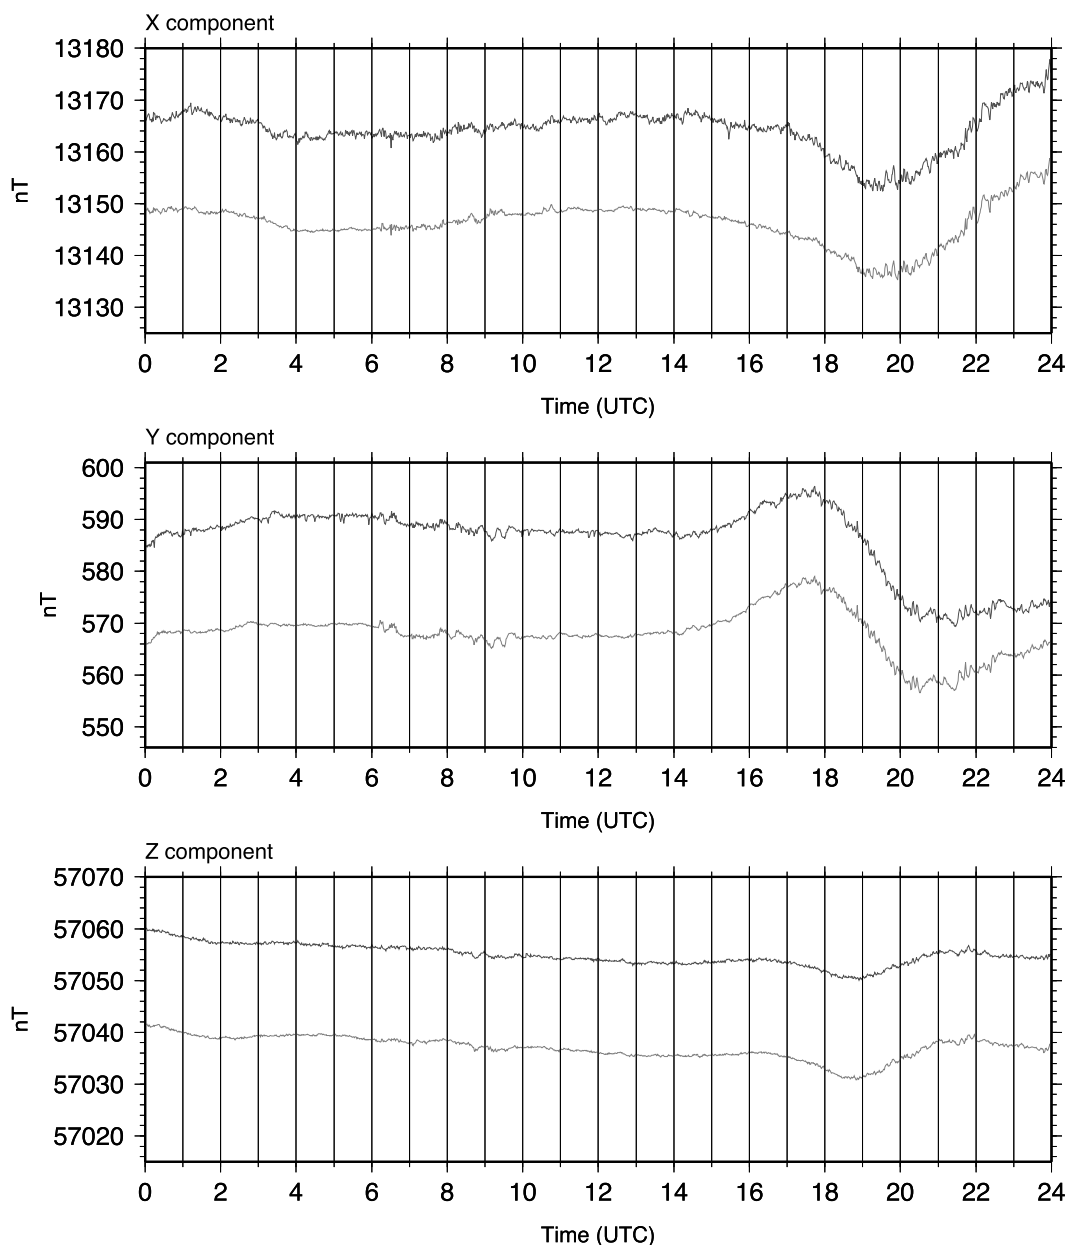 X component
13180
13170
13160
13150
13140
13130
nT
0 2 4 6 8 10 12 14 16 18 20 22 24
Time (UTC)
Y component
600
590
580
570
560
550
nT
0 2 4 6 8 10 12 14 16 18 20 22 24
Time (UTC)
Z component
57070
57060
57050
57040
57030
57020
nT
0 2 4 6 8 10 12 14 16 18 20 22 24
Time (UTC)